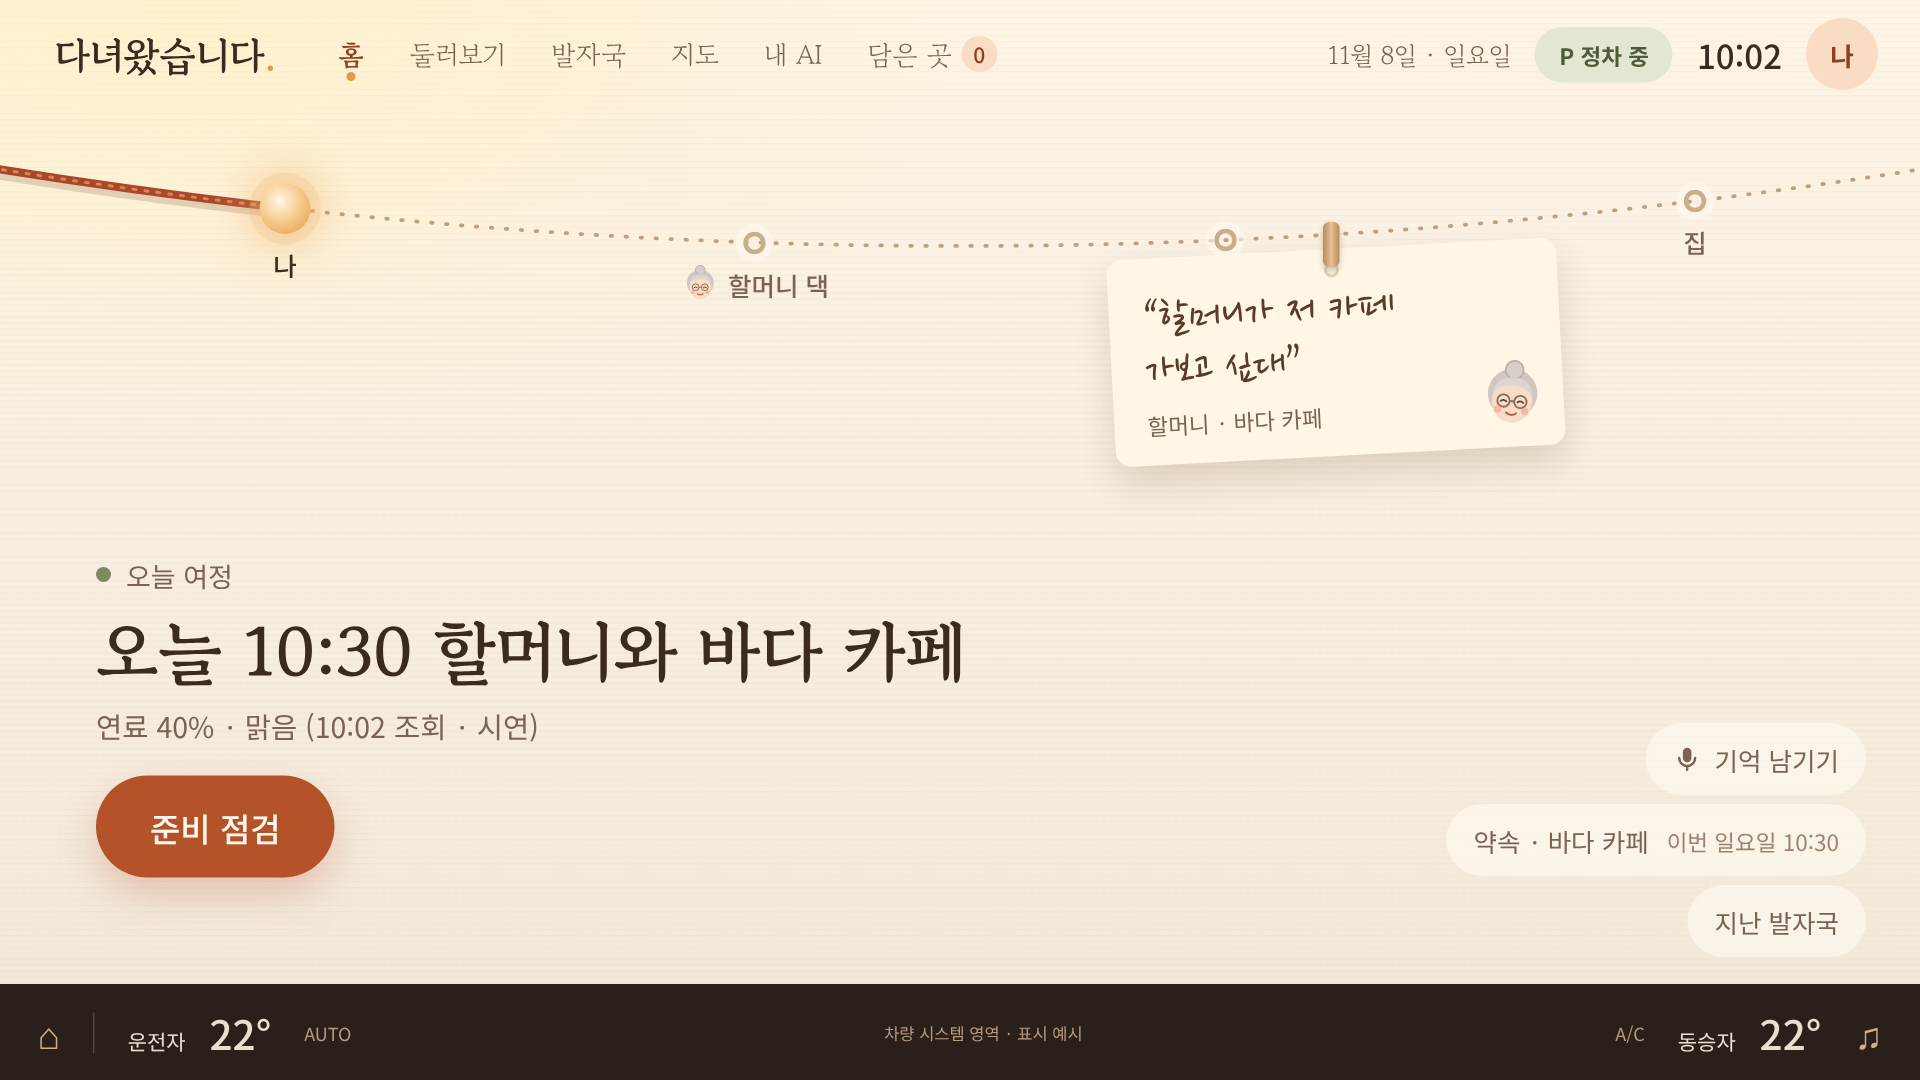 다녀왔습니다.
홈 둘러보기 발자국 지도 내 AI 담은 곳 0
11월 8일 · 일요일 P 정차 중 10:02 나
나
할머니 댁
집
“할머니가 저 카페
가보고 싶대”
할머니 · 바다 카페
오늘 여정
오늘 10:30 할머니와 바다 카페
연료 40% · 맑음 (10:02 조회 · 시연)
준비 점검
기억 남기기
약속 · 바다 카페 이번 일요일 10:30
지난 발자국
운전자 22° AUTO
차량 시스템 영역 · 표시 예시
A/C 동승자 22°